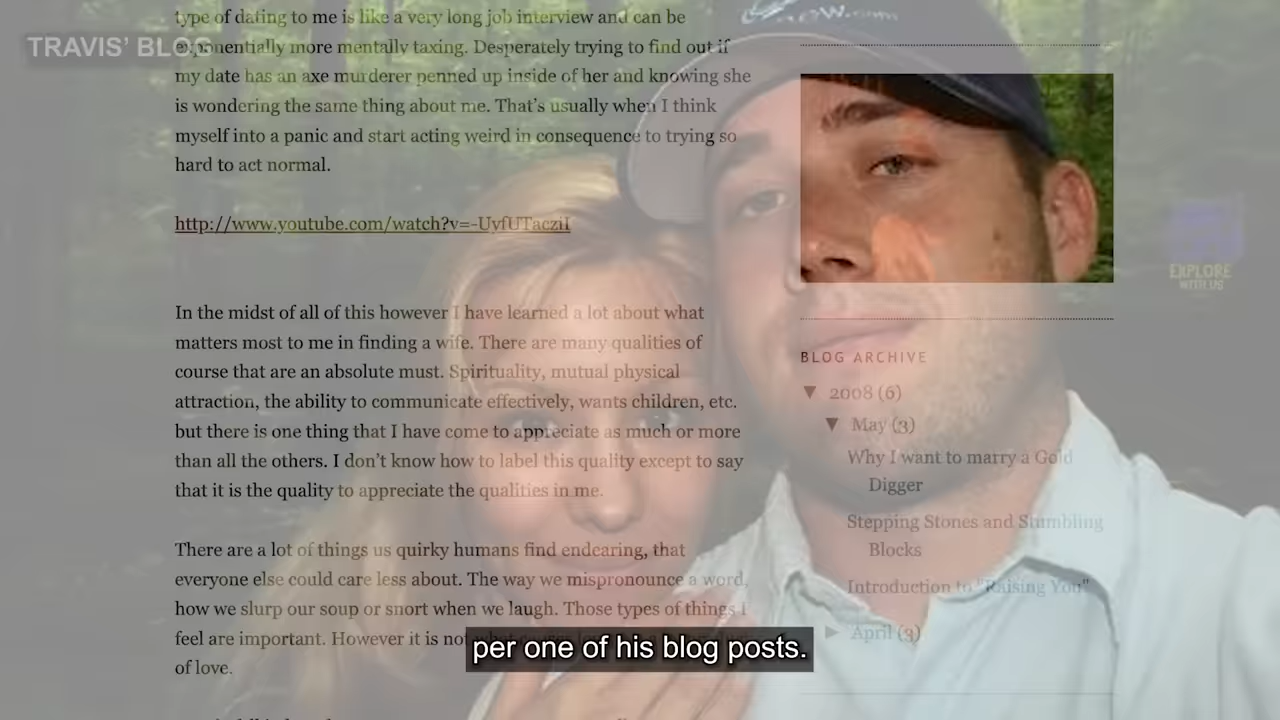 TRAVIS' BLOG
type of dating to me is like a very long job interview and can be
exponentially more mentally taxing. Desperately trying to find out if
my date has an axe murderer penned up inside of her and knowing she
is wondering the same thing about me. That's usually when I think
myself into a panic and start acting weird in consequence to trying so
hard to act normal.
http://www.youtube.com/watch?v=-UyfUTacziI
In the midst of all of this however I have learned a lot about what
matters most to me in finding a wife. There are many qualities of
course that are an absolute must. Spirituality, mutual physical
attraction, the ability to communicate effectively, wants children, etc.
but there is one thing that I have come to appreciate as much or more
than all the others. I don't know how to label this quality except to say
that it is the quality to appreciate the qualities in me.
There are a lot of things us quirky humans find endearing, that
everyone else could care less about. The way we mispronounce a word,
how we slurp our soup or snort when we laugh. Those types of things I
feel are important. However it is not
of love.
BLOG ARCHIVE
▼ 2008 (6)
▼ May (3)
Why I want to marry a Gold
Digger
Stepping Stones and Stumbling
Blocks
Introduction to "Raising You"
► April (3)
EXPLORE
WITH US
per one of his blog posts.